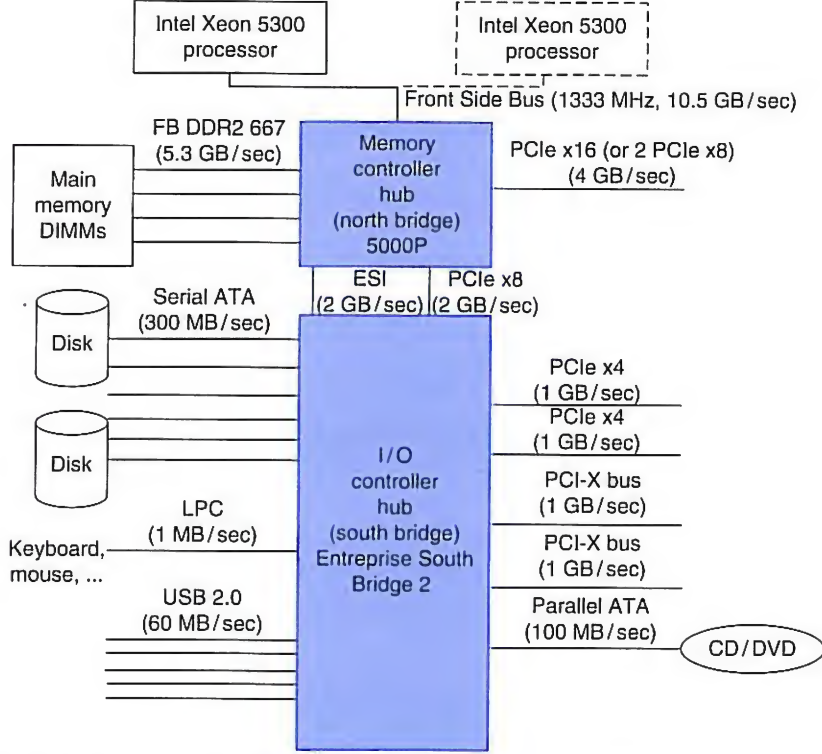 Intel Xeon 5300
processor
Intel Xeon 5300
processor
Front Side Bus (1333 MHz, 10.5 GB/sec)
FB DDR2 667
(5.3 GB/sec)
Main
memory
DIMMs
Memory
controller
hub
(north bridge)
5000P
PCIe x16 (or 2 PCIe x8)
(4 GB/sec)
ESI
(2 GB/sec)
PCIe x8
(2 GB/sec)
Serial ATA
(300 MB/sec)
Disk
Disk
LPC
(1 MB/sec)
Keyboard,
mouse, ...
USB 2.0
(60 MB/sec)
I/O
controller
hub
(south bridge)
Entreprise South
Bridge 2
PCIe x4
(1 GB/sec)
PCIe x4
(1 GB/sec)
PCI-X bus
(1 GB/sec)
PCI-X bus
(1 GB/sec)
Parallel ATA
(100 MB/sec)
CD/DVD